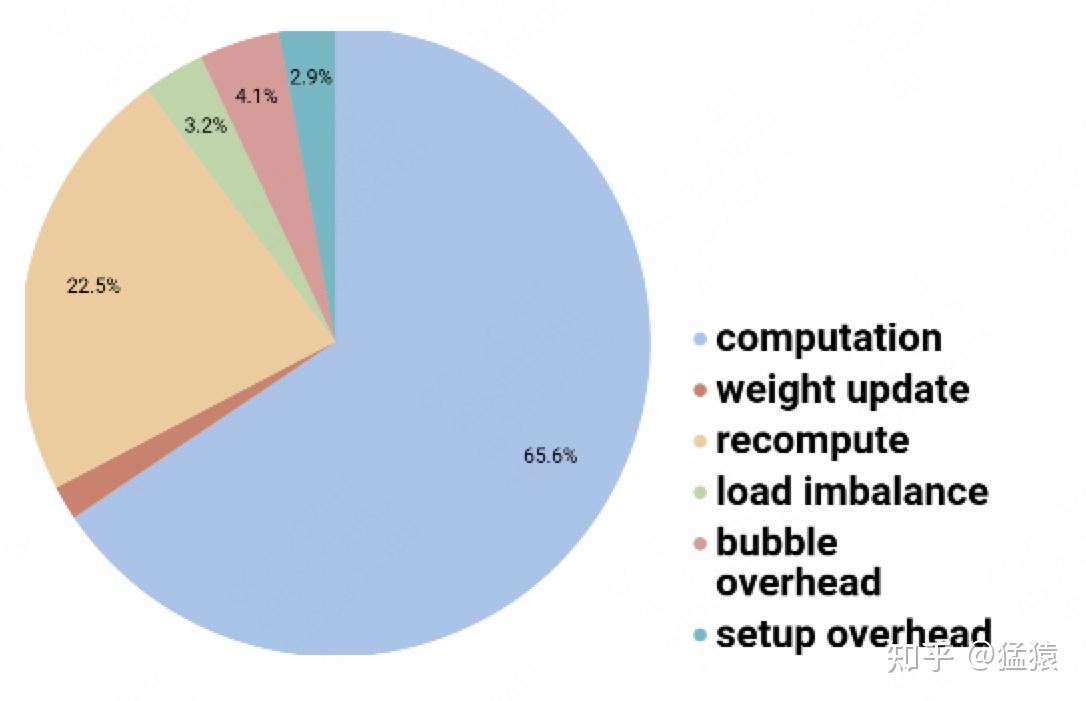 2.9%
4.1%
3.2%
22.5%
65.6%
computation
weight update
recompute
load imbalance
bubble
overhead
setup overhead
知乎 @猛猿